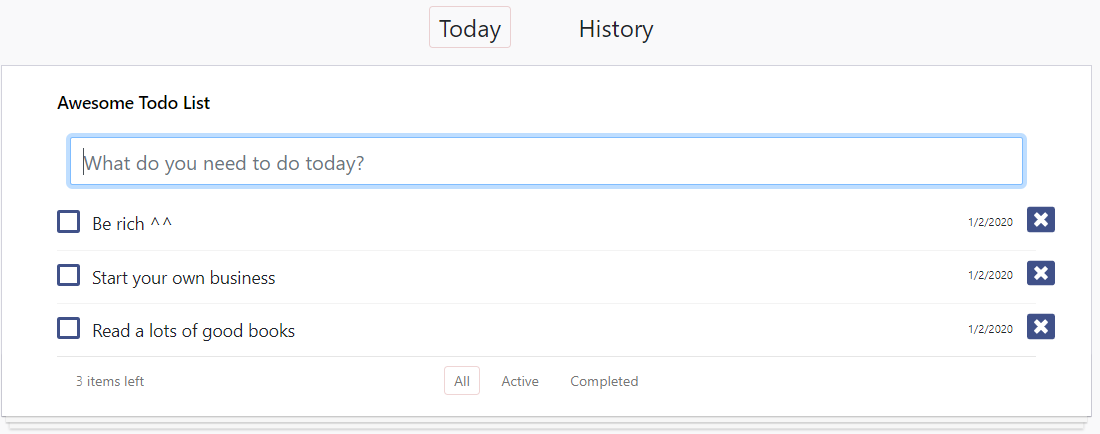 Today History
Awesome Todo List
What do you need to do today?
Be rich ^^ 1/2/2020
Start your own business 1/2/2020
Read a lots of good books 1/2/2020
3 items left All Active Completed